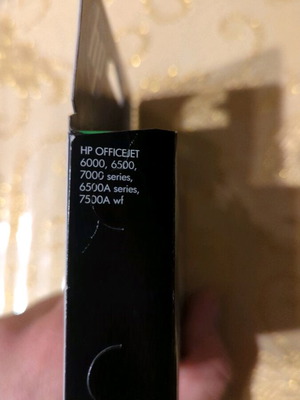 HP OFFICEJET
6000, 6500,
7000 series,
6500A series,
7500A wf